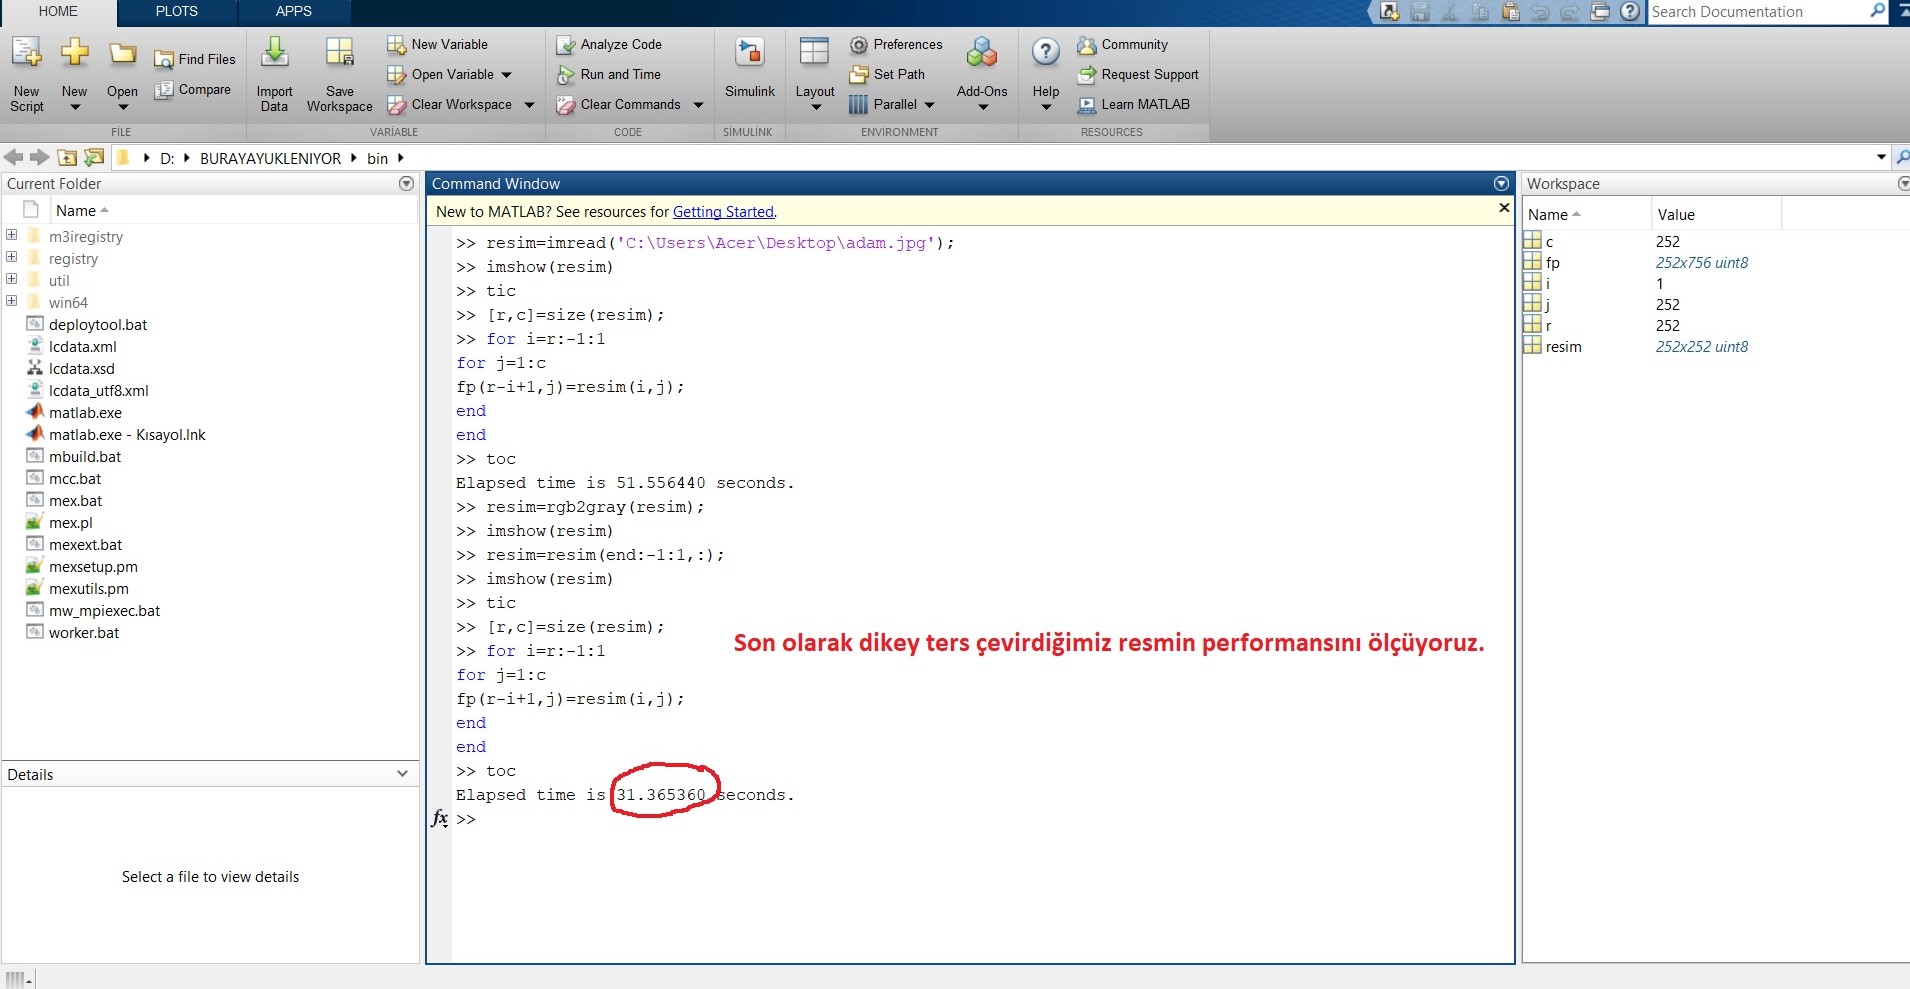 HOME
PLOTS
APPS
Search Documentation
New Script
New
Open
Find Files
Compare
Import Data
Save Workspace
New Variable
Open Variable
Clear Workspace
Analyze Code
Run and Time
Clear Commands
Simulink
Layout
Preferences
Set Path
Parallel
Add-Ons
Help
Community
Request Support
Learn MATLAB
FİLE
VARİABLE
CODE
SİMULİNK
ENVİRONMENT
RESOURCES
D:
BURAYAYUKLENIYOR
bin
Current Folder
Name
m3iregistry
registry
util
win64
deploytool.bat
lcdata.xml
lcdata.xsd
lcdata_utf8.xml
matlab.exe
matlab.exe - Kısayol.lnk
mbuild.bat
mcc.bat
mex.bat
mex.pl
mexext.bat
mexsetup.pm
mexutils.pm
mw_mpiexec.bat
worker.bat
Details
Select a file to view details
Command Window
New to MATLAB? See resources for Getting Started.
>> resim=imread('C:\Users\Acer\Desktop\adam.jpg');
>> imshow(resim)
>> tic
>> [r,c]=size(resim);
>> for i=r:-1:1
for j=1:c
fp(r-i+1,j)=resim(i,j);
end
end
>> toc
Elapsed time is 51.556440 seconds.
>> resim=rgb2gray(resim);
>> imshow(resim)
>> resim=resim(end:-1:1,:);
>> imshow(resim)
>> tic
>> [r,c]=size(resim);
>> for i=r:-1:1
for j=1:c
fp(r-i+1,j)=resim(i,j);
end
end
>> toc
Elapsed time is 31.365360 seconds.
fx >>
Son olarak dikey ters çevirdiğimiz resmin performansını ölçüyoruz.
Workspace
Name Value
c 252
fp 252x756 uint8
i 1
j 252
r 252
resim 252x252 uint8